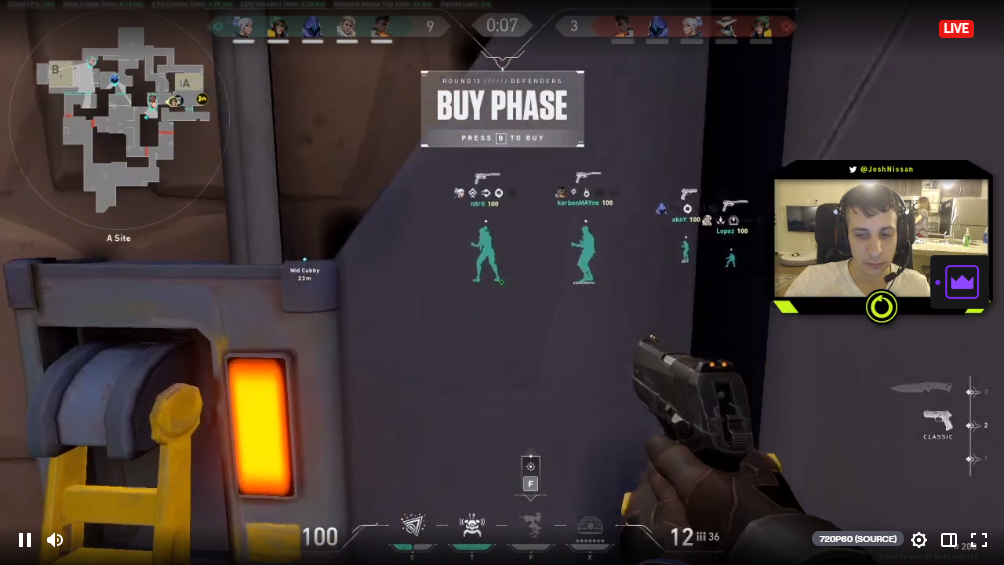 9
0:07
3
LIVE
ROUND 13 ////// DEFENDERS
BUY PHASE
PRESS B TO BUY
@JoshNissan
B
A
A Site
nitr0 100
karbonMAYne 100
eknY 100
Lopez 100
Mid Cubby
23m
3
CLASSIC
2
1
F
100
12 36
C
T
F
X
720P60 (SOURCE)